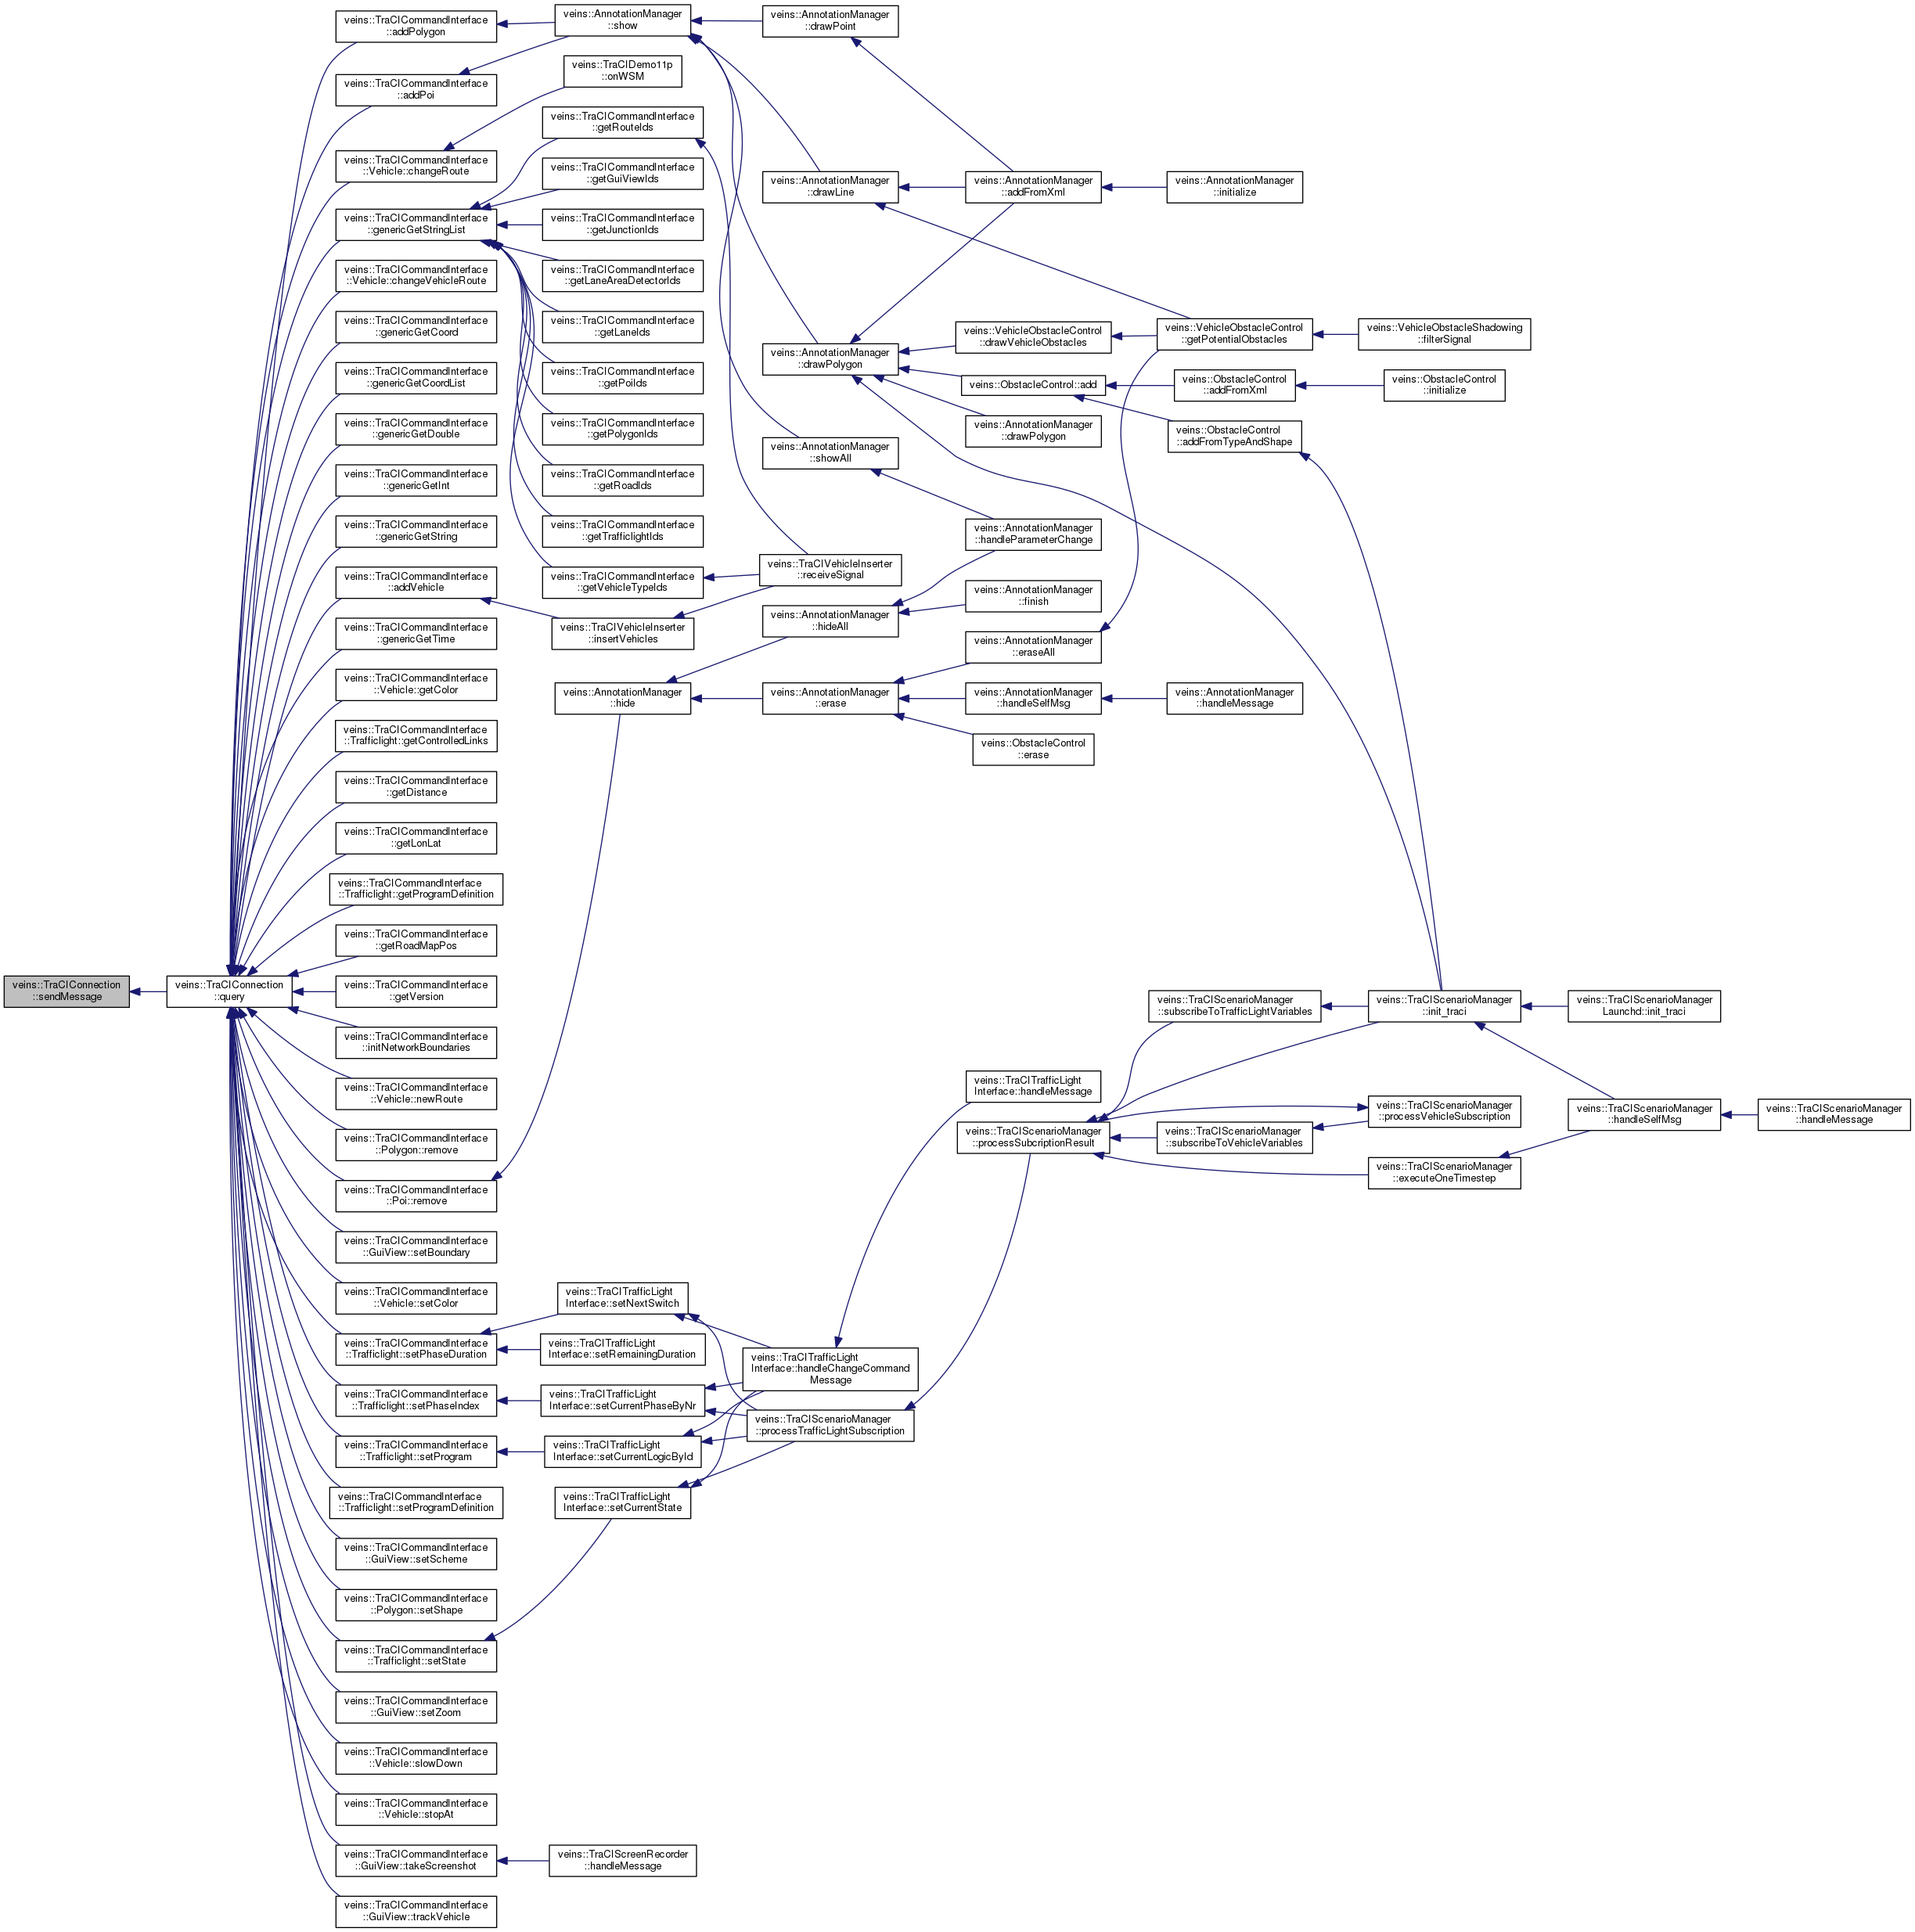 veins::TraCIConnection
::sendMessage
veins::TraCIConnection
::query
veins::TraCICommandInterface
::addPolygon
veins::TraCICommandInterface
::addPoi
veins::TraCICommandInterface
::Vehicle::changeRoute
veins::TraCICommandInterface
::genericGetStringList
veins::TraCICommandInterface
::Vehicle::changeVehicleRoute
veins::TraCICommandInterface
::genericGetCoord
veins::TraCICommandInterface
::genericGetCoordList
veins::TraCICommandInterface
::genericGetDouble
veins::TraCICommandInterface
::genericGetInt
veins::TraCICommandInterface
::genericGetString
veins::TraCICommandInterface
::addVehicle
veins::TraCICommandInterface
::genericGetTime
veins::TraCICommandInterface
::Vehicle::getColor
veins::TraCICommandInterface
::Trafficlight::getControlledLinks
veins::TraCICommandInterface
::getDistance
veins::TraCICommandInterface
::getLonLat
veins::TraCICommandInterface
::Trafficlight::getProgramDefinition
veins::TraCICommandInterface
::getRoadMapPos
veins::TraCICommandInterface
::getVersion
veins::TraCICommandInterface
::initNetworkBoundaries
veins::TraCICommandInterface
::Vehicle::newRoute
veins::TraCICommandInterface
::Polygon::remove
veins::TraCICommandInterface
::Poi::remove
veins::TraCICommandInterface
::GuiView::setBoundary
veins::TraCICommandInterface
::Vehicle::setColor
veins::TraCICommandInterface
::Trafficlight::setPhaseDuration
veins::TraCICommandInterface
::Trafficlight::setPhaseIndex
veins::TraCICommandInterface
::Trafficlight::setProgram
veins::TraCICommandInterface
::Trafficlight::setProgramDefinition
veins::TraCICommandInterface
::GuiView::setScheme
veins::TraCICommandInterface
::Polygon::setShape
veins::TraCICommandInterface
::Trafficlight::setState
veins::TraCICommandInterface
::GuiView::setZoom
veins::TraCICommandInterface
::Vehicle::slowDown
veins::TraCICommandInterface
::Vehicle::stopAt
veins::TraCICommandInterface
::GuiView::takeScreenshot
veins::TraCICommandInterface
::GuiView::trackVehicle
veins::AnnotationManager
::show
veins::TraCIDemo11p
::onWSM
veins::TraCICommandInterface
::getRouteIds
veins::TraCICommandInterface
::getGuiViewIds
veins::TraCICommandInterface
::getJunctionIds
veins::TraCICommandInterface
::getLaneAreaDetectorIds
veins::TraCICommandInterface
::getLaneIds
veins::TraCICommandInterface
::getPoiIds
veins::TraCICommandInterface
::getPolygonIds
veins::TraCICommandInterface
::getRoadIds
veins::TraCICommandInterface
::getTrafficlightIds
veins::TraCICommandInterface
::getVehicleTypeIds
veins::TraCIVehicleInserter
::insertVehicles
veins::AnnotationManager
::hide
veins::TraCITrafficLight
Interface::setNextSwitch
veins::TraCITrafficLight
Interface::setRemainingDuration
veins::TraCITrafficLight
Interface::setCurrentPhaseByNr
veins::TraCITrafficLight
Interface::setCurrentLogicById
veins::TraCITrafficLight
Interface::setCurrentState
veins::TraCIScreenRecorder
::handleMessage
veins::AnnotationManager
::drawPoint
veins::AnnotationManager
::drawLine
veins::AnnotationManager
::drawPolygon
veins::AnnotationManager
::showAll
veins::TraCIVehicleInserter
::receiveSignal
veins::AnnotationManager
::hideAll
veins::AnnotationManager
::erase
veins::TraCITrafficLight
Interface::handleChangeCommand
Message
veins::TraCIScenarioManager
::processTrafficLightSubscription
veins::AnnotationManager
::addFromXml
veins::VehicleObstacleControl
::drawVehicleObstacles
veins::ObstacleControl::add
veins::AnnotationManager
::drawPolygon
veins::AnnotationManager
::handleParameterChange
veins::AnnotationManager
::finish
veins::AnnotationManager
::eraseAll
veins::AnnotationManager
::handleSelfMsg
veins::ObstacleControl
::erase
veins::TraCITrafficLight
Interface::handleMessage
veins::TraCIScenarioManager
::processSubcriptionResult
veins::AnnotationManager
::initialize
veins::VehicleObstacleControl
::getPotentialObstacles
veins::ObstacleControl
::addFromXml
veins::ObstacleControl
::addFromTypeAndShape
veins::AnnotationManager
::handleMessage
veins::TraCIScenarioManager
::subscribeToTrafficLightVariables
veins::TraCIScenarioManager
::subscribeToVehicleVariables
veins::VehicleObstacleShadowing
::filterSignal
veins::ObstacleControl
::initialize
veins::TraCIScenarioManager
::init_traci
veins::TraCIScenarioManager
::processVehicleSubscription
veins::TraCIScenarioManager
::executeOneTimestep
veins::TraCIScenarioManager
Launchd::init_traci
veins::TraCIScenarioManager
::handleSelfMsg
veins::TraCIScenarioManager
::handleMessage